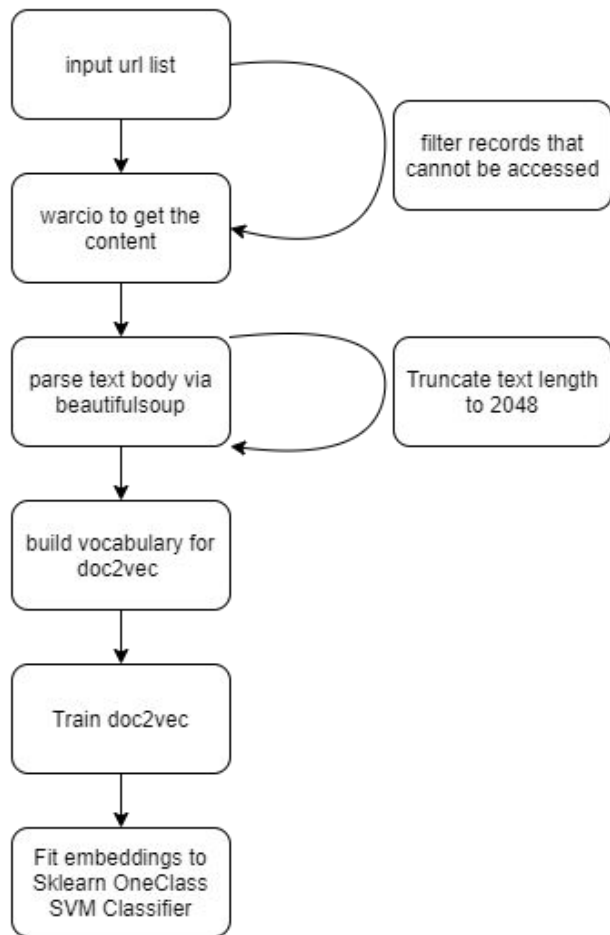 input url list
filter records that
cannot be accessed
warcio to get the
content
parse text body via
beautifulsoup
Truncate text length
to 2048
build vocabulary for
doc2vec
Train doc2vec
Fit embeddings to
Sklearn OneClass
SVM Classifier